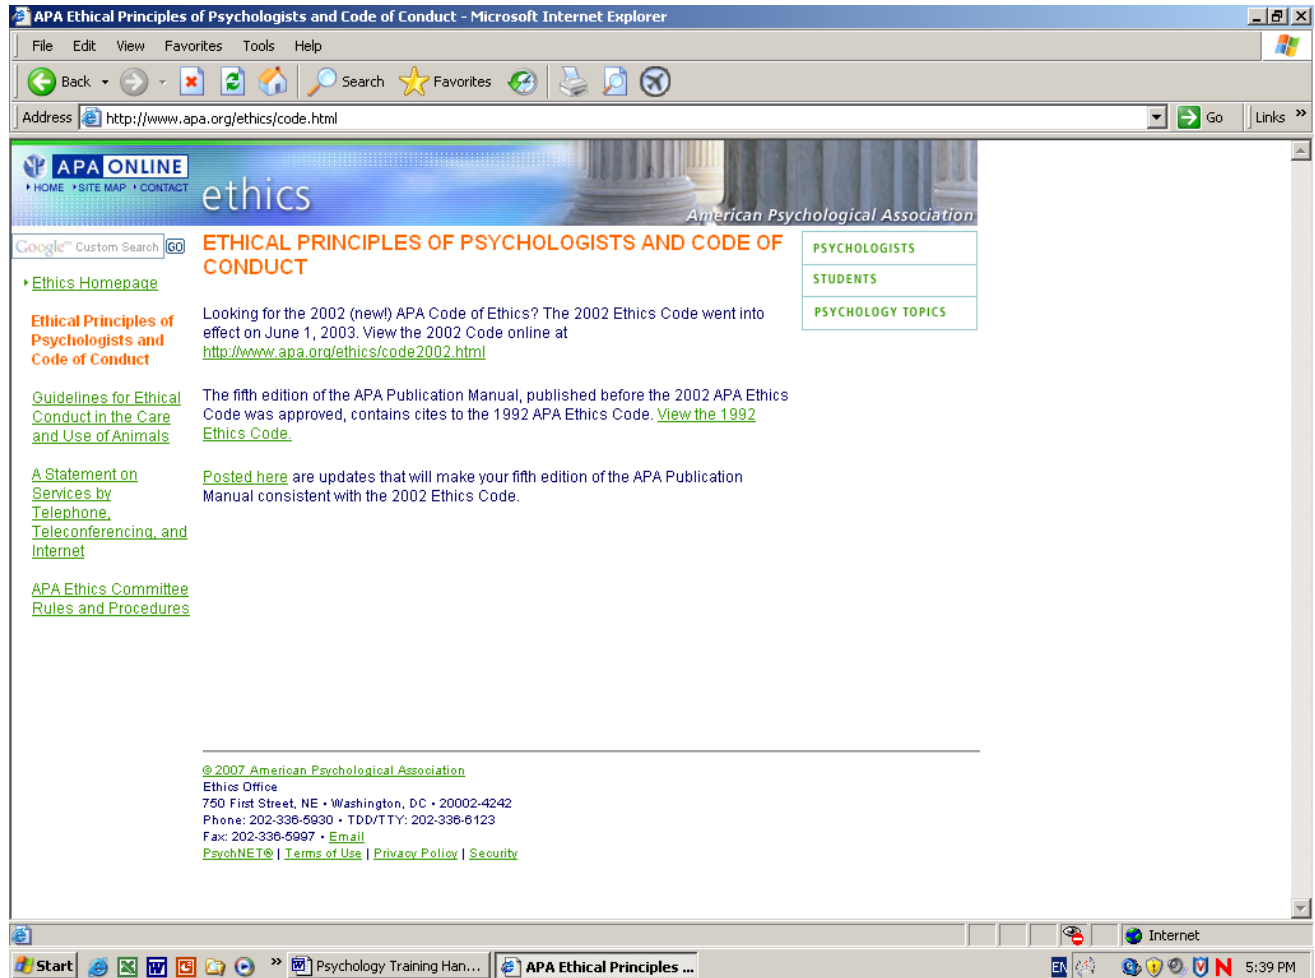 APA Ethical Principles of Psychologists and Code of Conduct - Microsoft Internet Explorer
File Edit View Favorites Tools Help
Back Search Favorites
Address http://www.apa.org/ethics/code.html Go Links »
APA ONLINE
HOME SITE MAP CONTACT
ethics
American Psychological Association
Google™ Custom Search GO
Ethics Homepage
Ethical Principles of
Psychologists and
Code of Conduct
Guidelines for Ethical
Conduct in the Care
and Use of Animals
A Statement on
Services by
Telephone,
Teleconferencing, and
Internet
APA Ethics Committee
Rules and Procedures
ETHICAL PRINCIPLES OF PSYCHOLOGISTS AND CODE OF
CONDUCT
Looking for the 2002 (new!) APA Code of Ethics? The 2002 Ethics Code went into
effect on June 1, 2003. View the 2002 Code online at
http://www.apa.org/ethics/code2002.html
The fifth edition of the APA Publication Manual, published before the 2002 APA Ethics
Code was approved, contains cites to the 1992 APA Ethics Code. View the 1992
Ethics Code.
Posted here are updates that will make your fifth edition of the APA Publication
Manual consistent with the 2002 Ethics Code.
PSYCHOLOGISTS
STUDENTS
PSYCHOLOGY TOPICS
© 2007 American Psychological Association
Ethics Office
750 First Street, NE • Washington, DC • 20002-4242
Phone: 202-336-5930 • TDD/TTY: 202-336-6123
Fax: 202-336-5997 • Email
PsychNET® | Terms of Use | Privacy Policy | Security
Internet
Start » Psychology Training Han... APA Ethical Principles ... EN N 5:39 PM